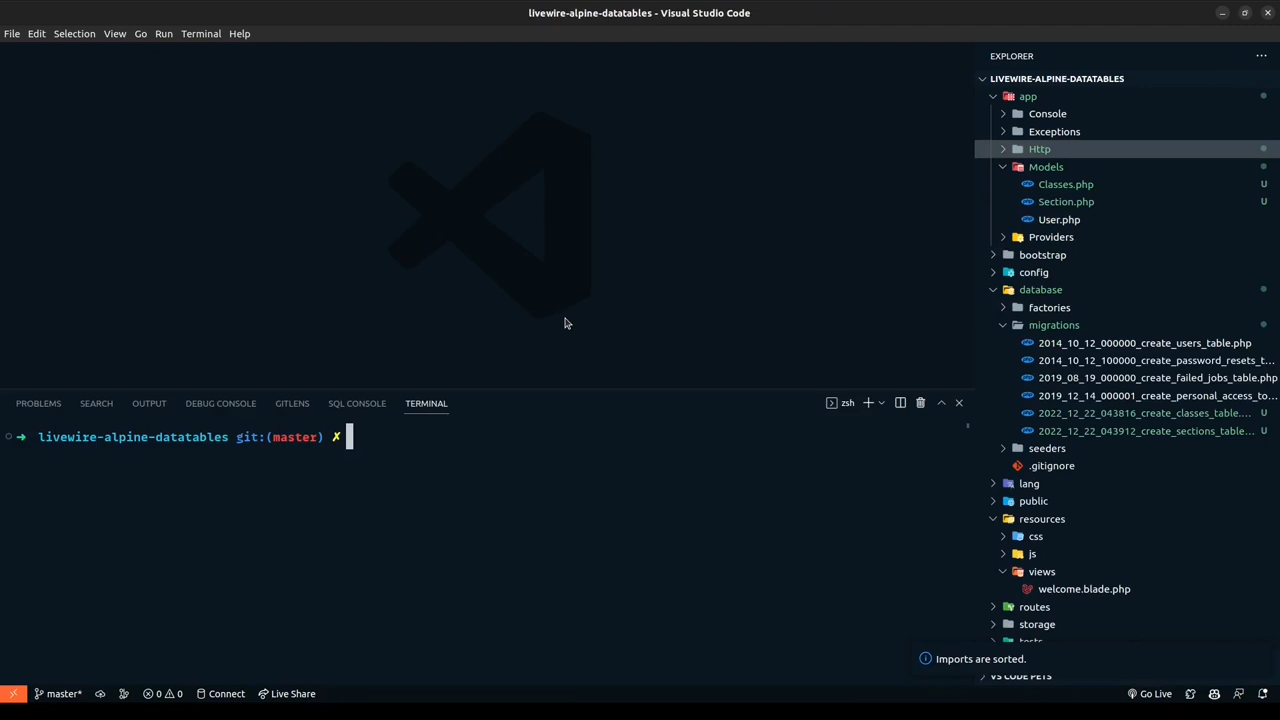 livewire-alpine-datatables - Visual Studio Code
File Edit Selection View Go Run Terminal Help
EXPLORER
LIVEWIRE-ALPINE-DATATABLES
app
Console
Exceptions
Http
Models
Classes.php U
Section.php U
User.php
Providers
bootstrap
config
database
factories
migrations
2014_10_12_000000_create_users_table.php
2014_10_12_100000_create_password_resets_t...
2019_08_19_000000_create_failed_jobs_table.php
2019_12_14_000001_create_personal_access_to...
2022_12_22_043816_create_classes_table.... U
2022_12_22_043912_create_sections_table... U
seeders
.gitignore
lang
public
resources
css
js
views
welcome.blade.php
routes
storage
tests
VS CODE PETS
PROBLEMS SEARCH OUTPUT DEBUG CONSOLE GITLENS SQL CONSOLE TERMINAL zsh
livewire-alpine-datatables git:(master) ✗
Imports are sorted.
master* 0 0 Connect Live Share Go Live